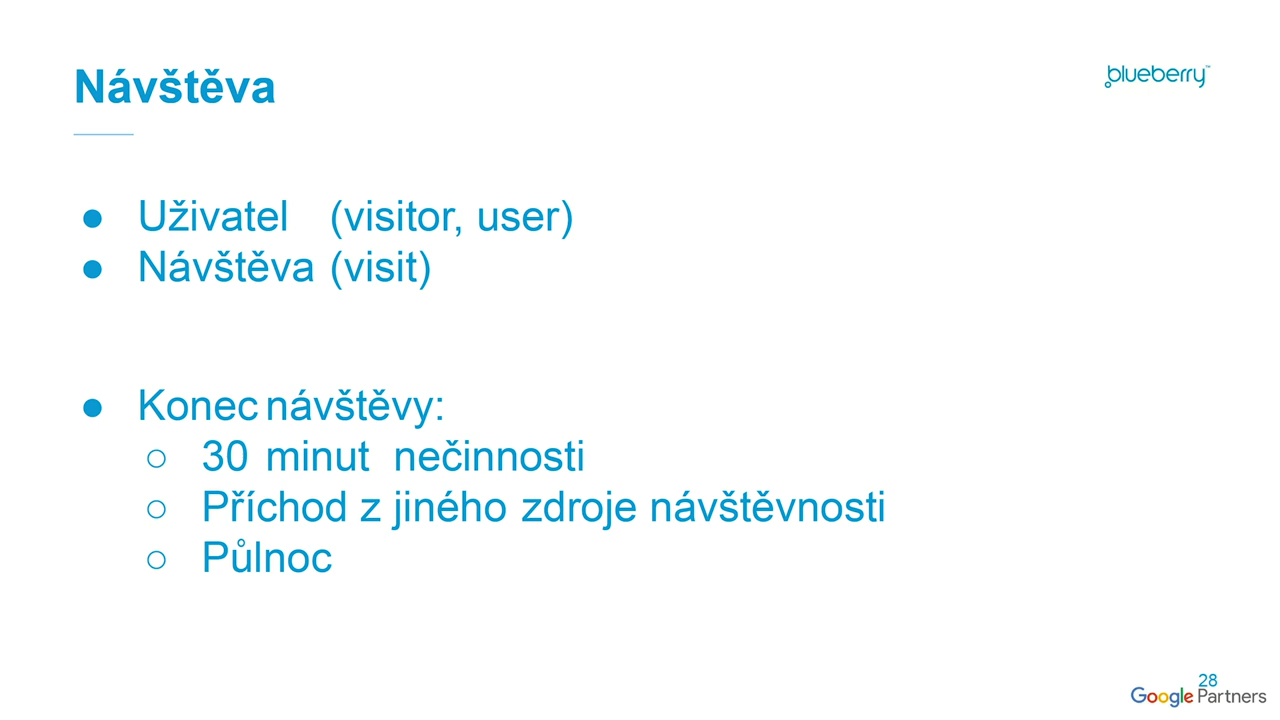 Návštěva
blueberry™
● Uživatel (visitor, user)
● Návštěva (visit)
● Konec návštěvy:
○ 30 minut nečinnosti
○ Příchod z jiného zdroje návštěvnosti
○ Půlnoc
28
Google Partners